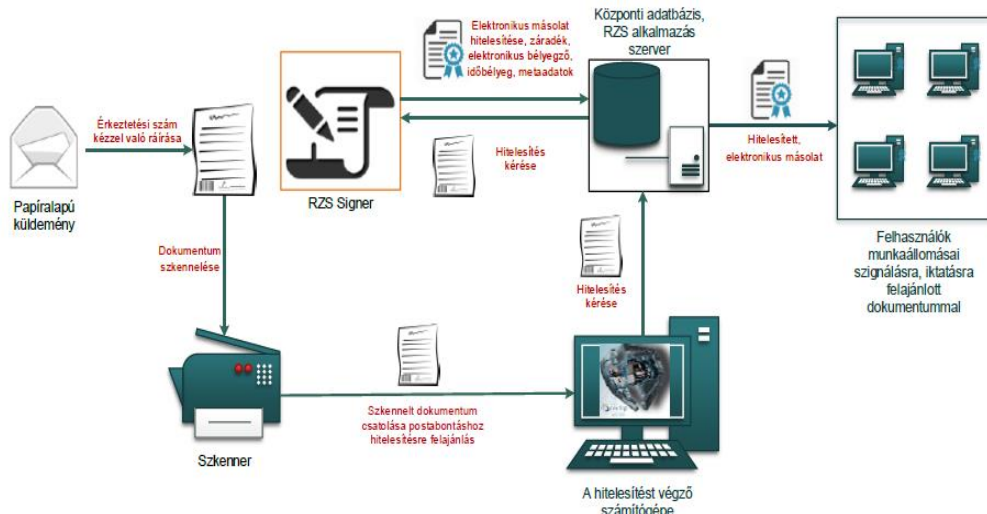 Papíralapú
küldemény
Érkeztetési szám
kézzel való ráírása
RZS Signer
Elektronikus másolat
hitelesítése, záradék,
elektronikus bélyegző,
időbélyeg, metaadatok
Hitelesítés
kérése
Központi adatbázis,
RZS alkalmazás
szerver
Hitelesített,
elektronikus másolat
Felhasználók
munkaállomásai
szignálásra, iktatásra
felajánlott
dokumentummal
Dokumentum
szkennelése
Szkenner
Szkennelt dokumentum
csatolása postabontáshoz
hitelesítésre felajánlás
Hitelesítés
kérése
A hitelesítést végző
számítógépe